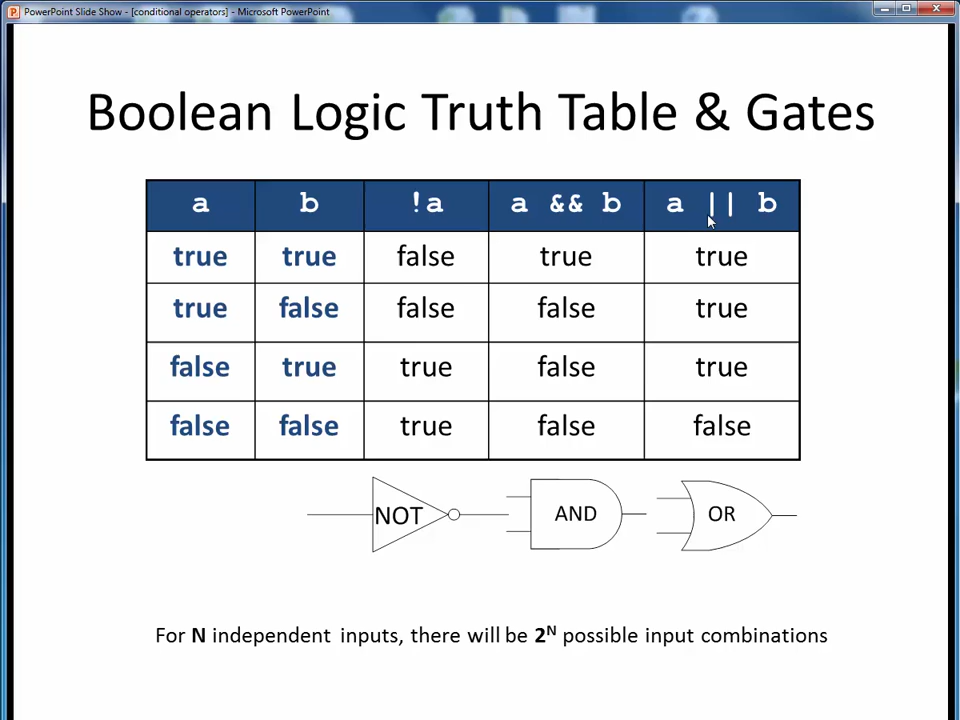 PowerPoint Slide Show - [conditional operators] - Microsoft PowerPoint
Boolean Logic Truth Table & Gates
a b !a a && b a || b
true true false true true
true false false false true
false true true false true
false false true false false
NOT AND OR
For N independent inputs, there will be 2ᴺ possible input combinations